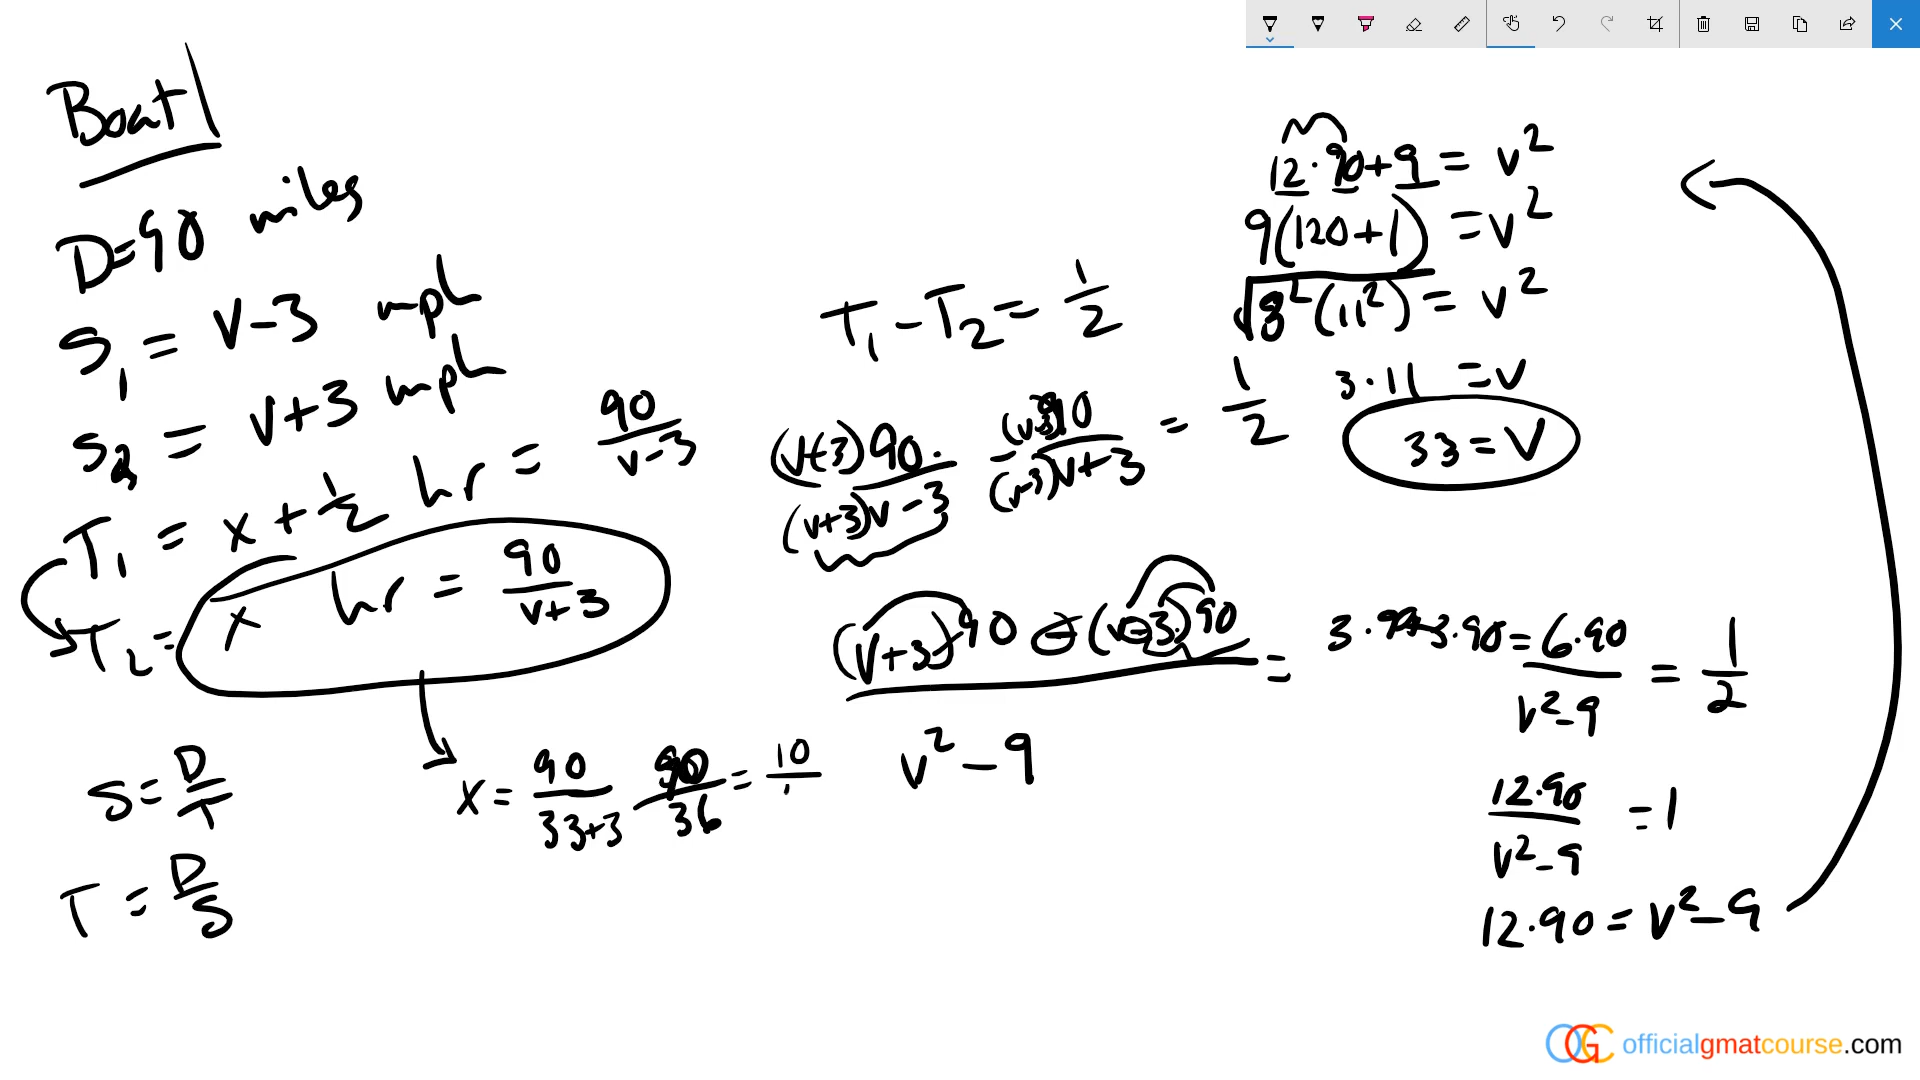 Boat 1
D=90 miles
S₁ = v-3 mph
S₂ = v+3 mph
T₁ = x + 1/2 hr = 90/(v-3)
T₂ = x hr = 90/(v+3)
S = D/T
T = D/S
x = 90/(33+3) 90/36 = 10/
T₁ - T₂ = 1/2
(v+3)90/(v+3)v-3 - (v-3)90/(v-3)v+3 = 1/2
((v+3)90 - (v-3)90)/(v²-9) =
3·90+3·90 = 6·90/(v²-9) = 1/2
12·90/(v²-9) = 1
12·90 = v²-9
12·90+9 = v²
9(120+1) = v²
√3²(11²) = v²
3·11 = v
33 = v
officialgmatcourse.com